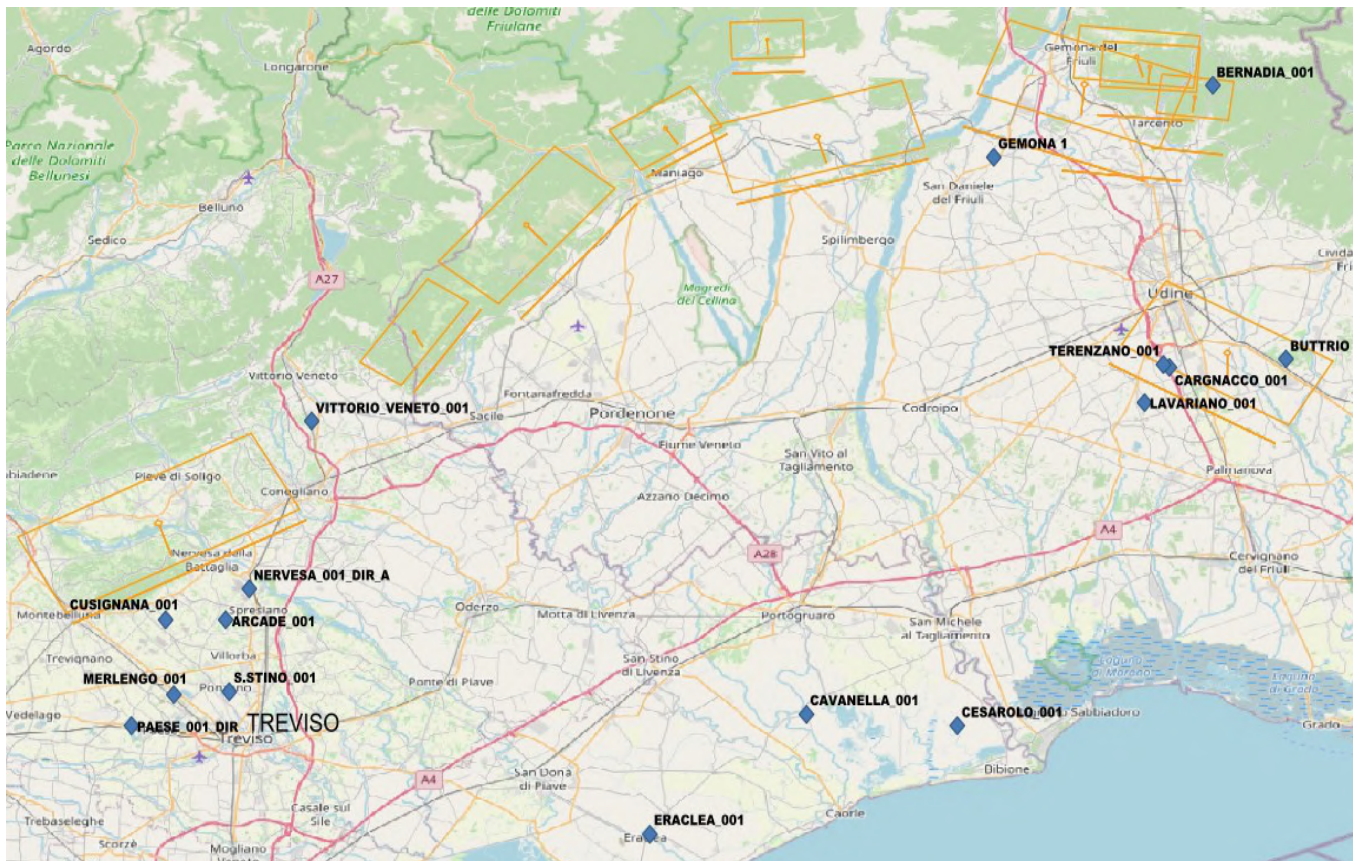 delle Dolomiti
Friulane
Agordo
Longarone
Gemona del
Friuli
BERNADIA_001
Tarcento
GEMONA 1
Parco Nazionale
delle Dolomiti
Bellunesi
Maniago
San Daniele
del Friuli
Belluno
Sedico
Spilimbergo
A27
Magredi
del Cellina
Udine
BUTTRIO
TERENZANO_001
CARGNACCO_001
LAVARIANO_001
Vittorio Veneto
VITTORIO_VENETO_001
Fontanafredda
Sacile
Pordenone
Codroipo
Fiume Veneto
San Vito al
Tagliamento
Palmanova
Pieve di Soligo
Conegliano
Azzano Decimo
A4
A28
Nervesa della
Battaglia
Cervignano
del Friuli
NERVESA_001_DIR_A
CUSIGNANA_001
Montebelluna
Spresiano
ARCADE_001
Oderzo
Motta di Livenza
Portogruaro
San Michele
al Tagliamento
Trevignano
Villorba
San Stino
di Livenza
Laguna
di Marano
Laguna
di Grado
MERLENGO_001
S.STINO_001
Ponte di Piave
CAVANELLA_001
CESAROLO_001
Sabbiadoro
Grado
Vedelago
PAESE_001_DIR
TREVISO
Treviso
A4
San Dona
di Piave
Bibione
Casale sul
Sile
Caorle
Trebaseleghe
ERACLEA_001
Scorzè
Mogliano